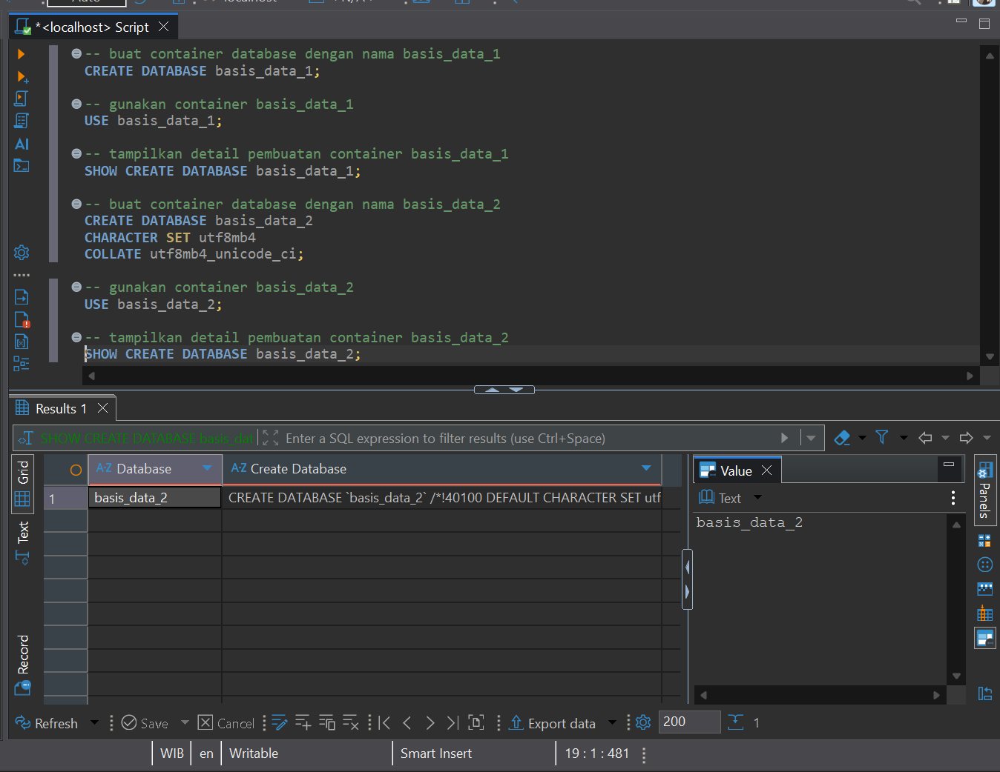 Auto
localhost
N/A
*<localhost> Script
-- buat container database dengan nama basis_data_1
CREATE DATABASE basis_data_1;
-- gunakan container basis_data_1
USE basis_data_1;
-- tampilkan detail pembuatan container basis_data_1
SHOW CREATE DATABASE basis_data_1;
AI
-- buat container database dengan nama basis_data_2
CREATE DATABASE basis_data_2
CHARACTER SET utf8mb4
COLLATE utf8mb4_unicode_ci;
-- gunakan container basis_data_2
USE basis_data_2;
-- tampilkan detail pembuatan container basis_data_2
SHOW CREATE DATABASE basis_data_2;
Results 1
SHOW CREATE DATABASE basis_dat
Enter a SQL expression to filter results (use Ctrl+Space)
Grid
Text
Record
A-Z Database
A-Z Create Database
1
basis_data_2
CREATE DATABASE `basis_data_2` /*!40100 DEFAULT CHARACTER SET utf
Value
Text
basis_data_2
Panels
Refresh
Save
Cancel
Export data
200
1
WIB
en
Writable
Smart Insert
19 : 1 : 481